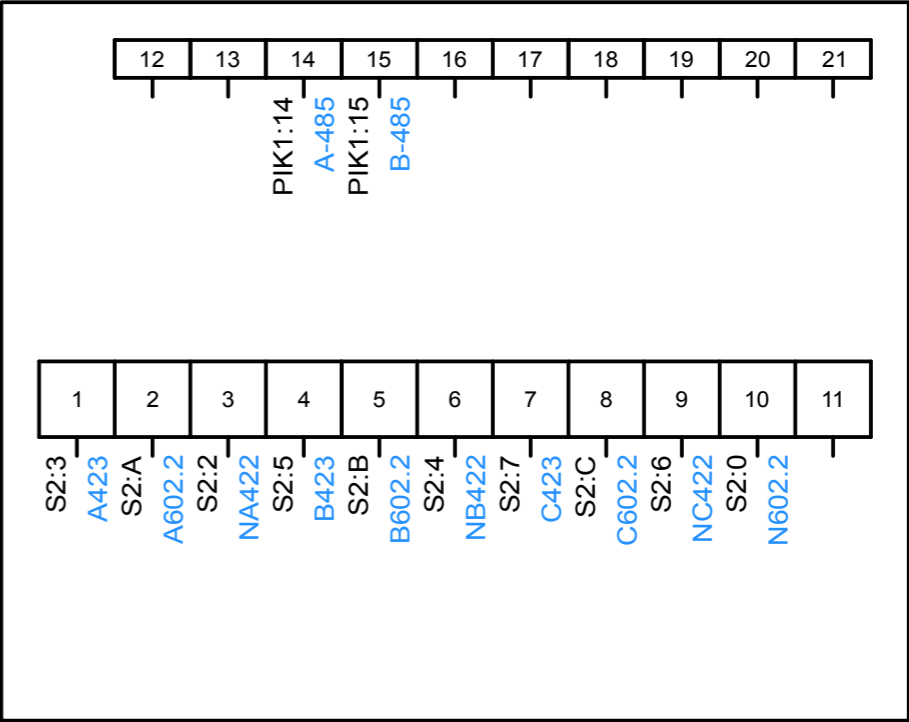 12 13 14 15 16 17 18 19 20 21
PIK1:14
A-485
PIK1:15
B-485
1 2 3 4 5 6 7 8 9 10 11
S2:3
A423
S2:A
A602.2
S2:2
NA422
S2:5
B423
S2:B
B602.2
S2:4
NB422
S2:7
C423
S2:C
C602.2
S2:6
NC422
S2:0
N602.2